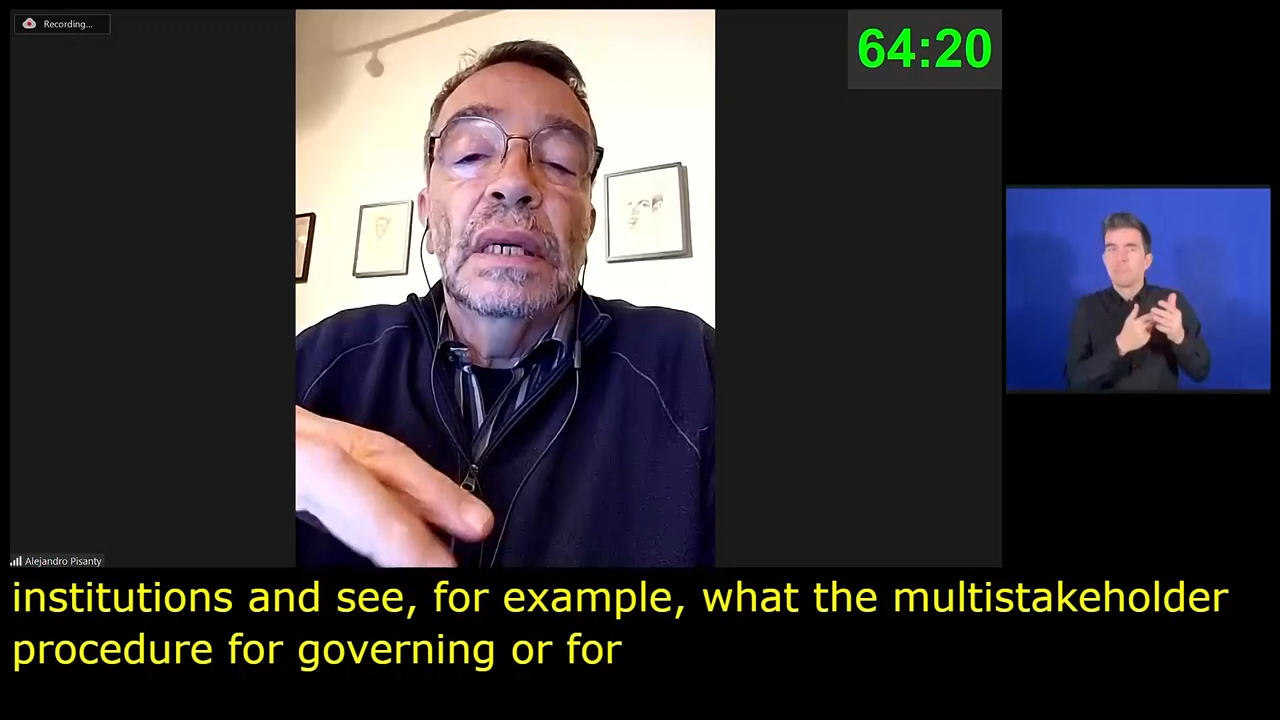 Recording...
64:20
Alejandro Pisanty
institutions and see, for example, what the multistakeholder
procedure for governing or for